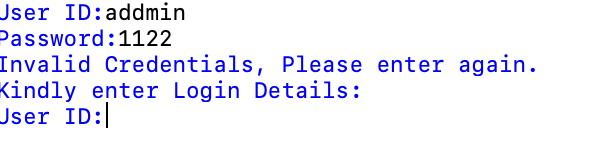 User ID:addmin
Password:1122
Invalid Credentials, Please enter again.
Kindly enter Login Details:
User ID: